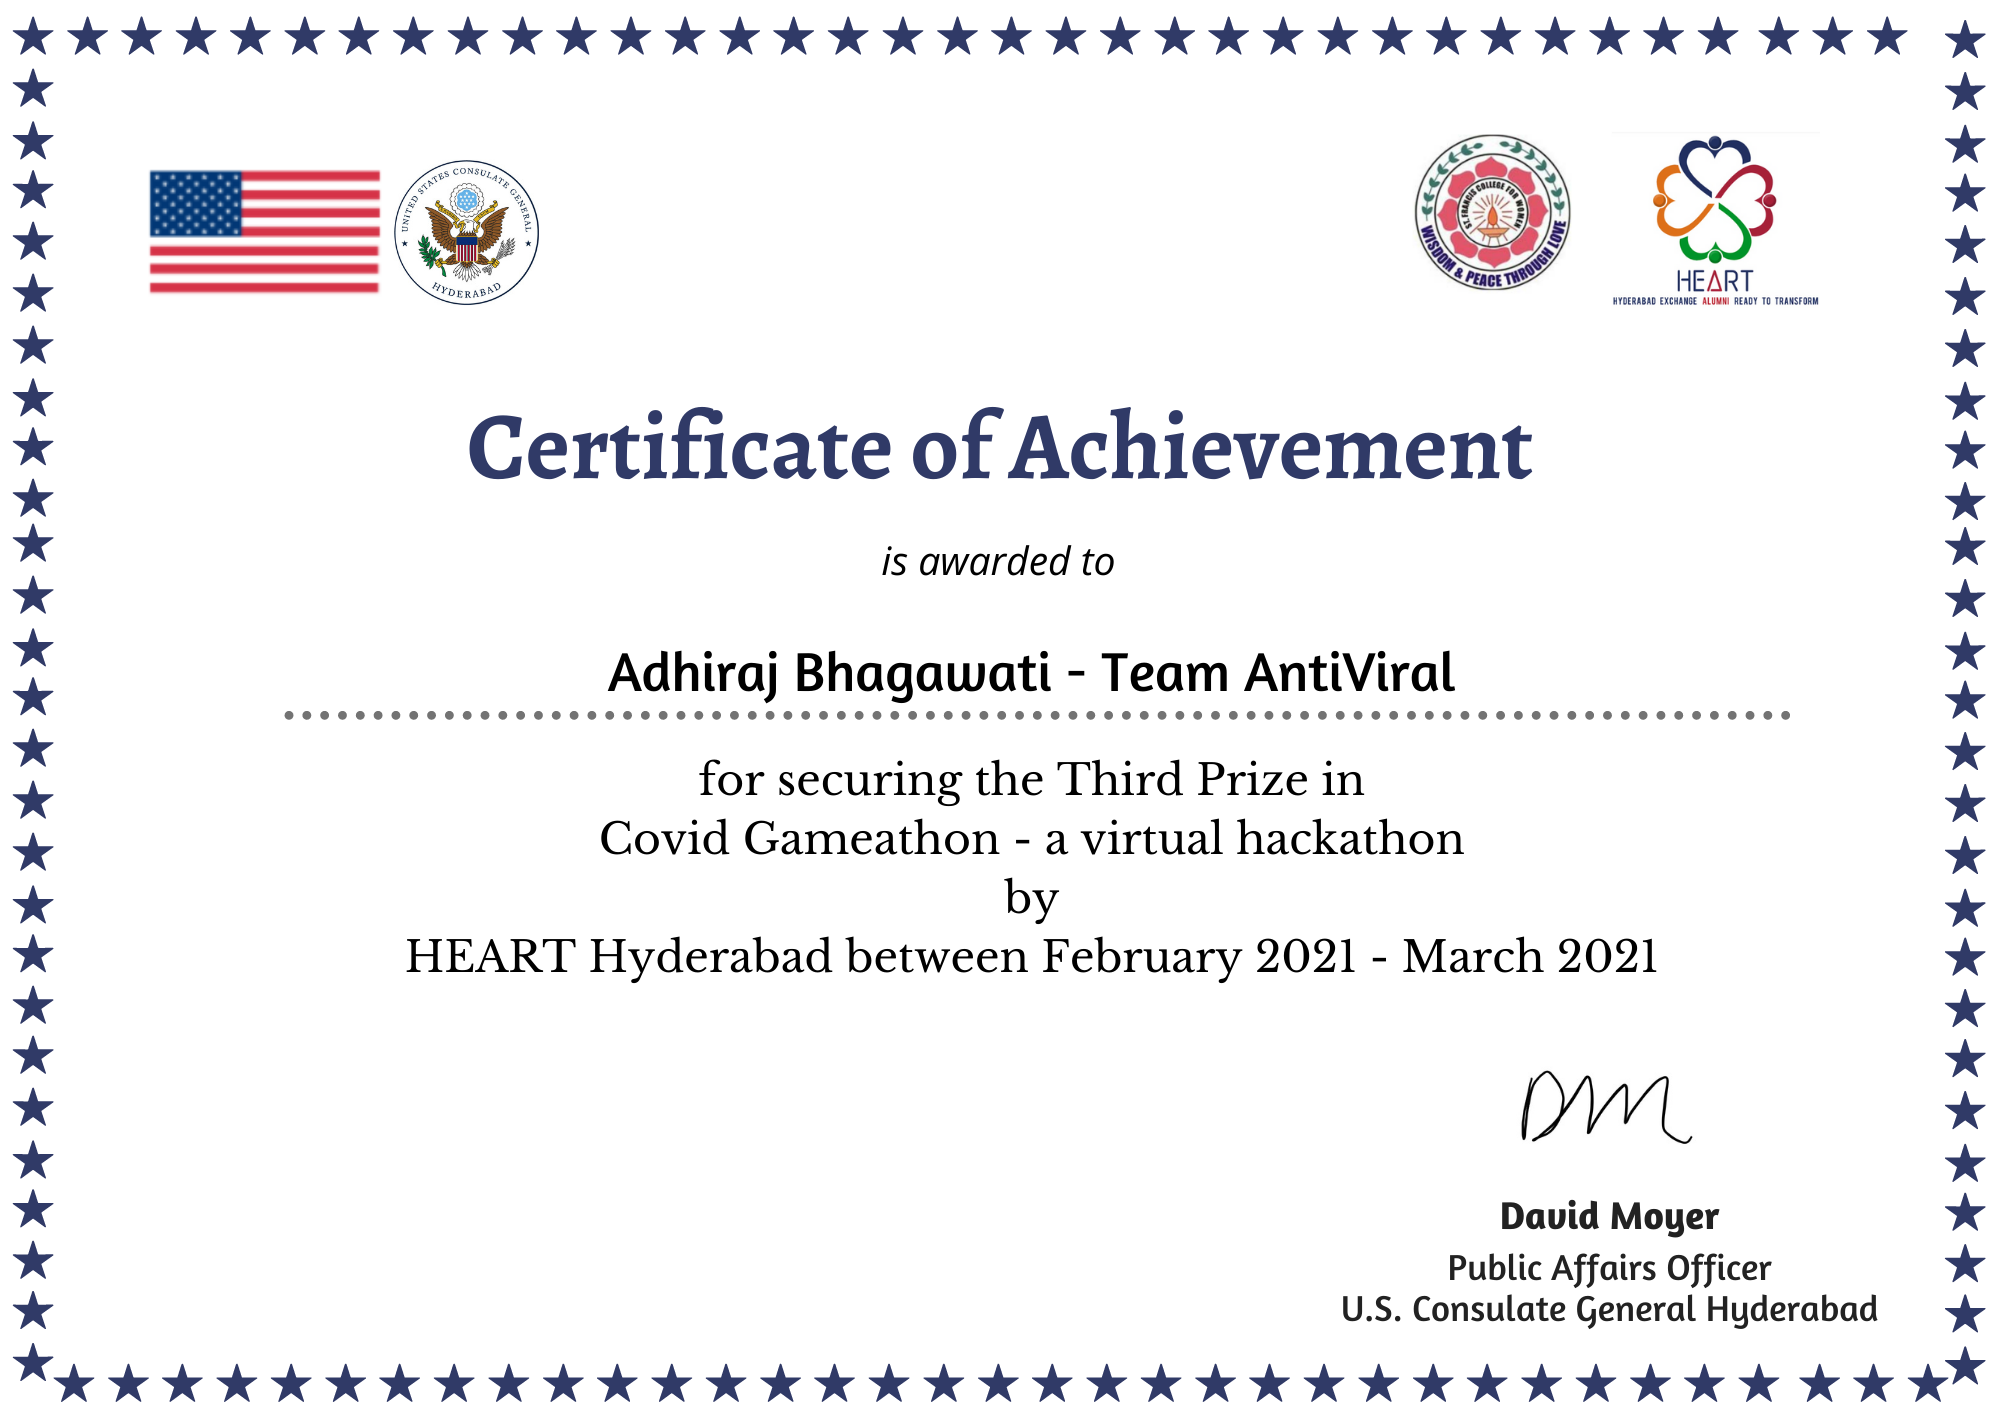 UNITED STATES CONSULATE GENERAL
HYDERABAD
ST. FRANCIS COLLEGE FOR WOMEN
WISDOM & PEACE THROUGH LOVE
HEART
HYDERABAD EXCHANGE ALUMNI READY TO TRANSFORM
Certificate of Achievement
is awarded to
Adhiraj Bhagawati - Team AntiViral
for securing the Third Prize in
Covid Gameathon - a virtual hackathon
by
HEART Hyderabad between February 2021 - March 2021
DM
David Moyer
Public Affairs Officer
U.S. Consulate General Hyderabad